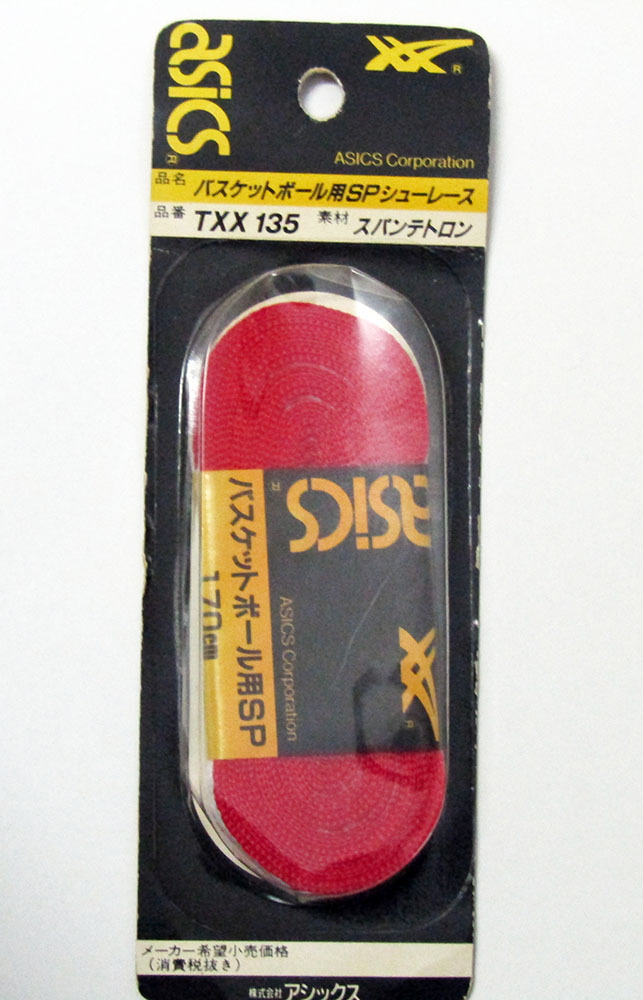 asics
R
R
ASICS Corporation
品名 バスケットボール用SPシューレース
品番 TXX 135 素材 スパンテトロン
asics
R
R
ASICS Corporation
バスケットボール用SP
170cm
メーカー希望小売価格
(消費税抜き)
株式会社アシックス